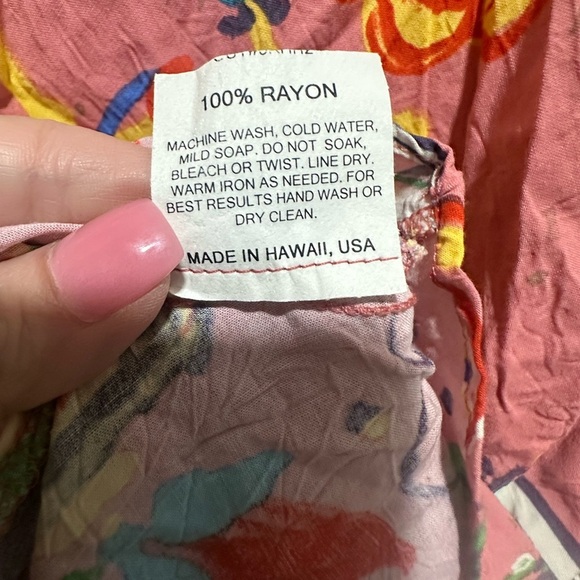 100% RAYON
MACHINE WASH, COLD WATER,
MILD SOAP. DO NOT SOAK,
BLEACH OR TWIST. LINE DRY.
WARM IRON AS NEEDED. FOR
BEST RESULTS HAND WASH OR
DRY CLEAN.
MADE IN HAWAII, USA